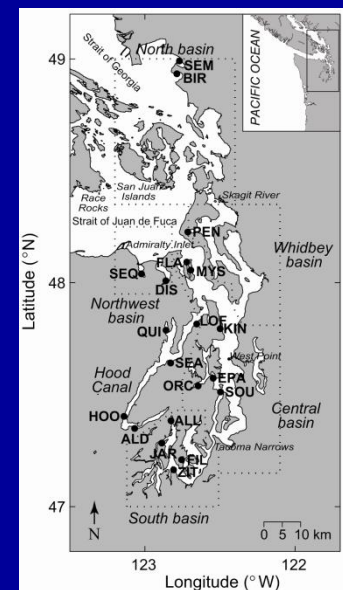 North basin
PACIFIC OCEAN
49
Strait of Georgia
SEM
BIR
San Juan
Islands
Skagit River
Race
Rocks
Strait of Juan de Fuca
PEN
Admiralty Inlet
Whidbey
basin
FLA
MYS
48
SEQ
DIS
Northwest
basin
LOF
KIN
QUI
West Point
SEA
Hood
Canal
EPA
ORC
SOU
Central
basin
HOO
ALU
ALD
Tacoma Narrows
JAR
FIL
ZIT
47
South basin
N
0 5 10 km
123
122
Latitude (°N)
Longitude (°W)